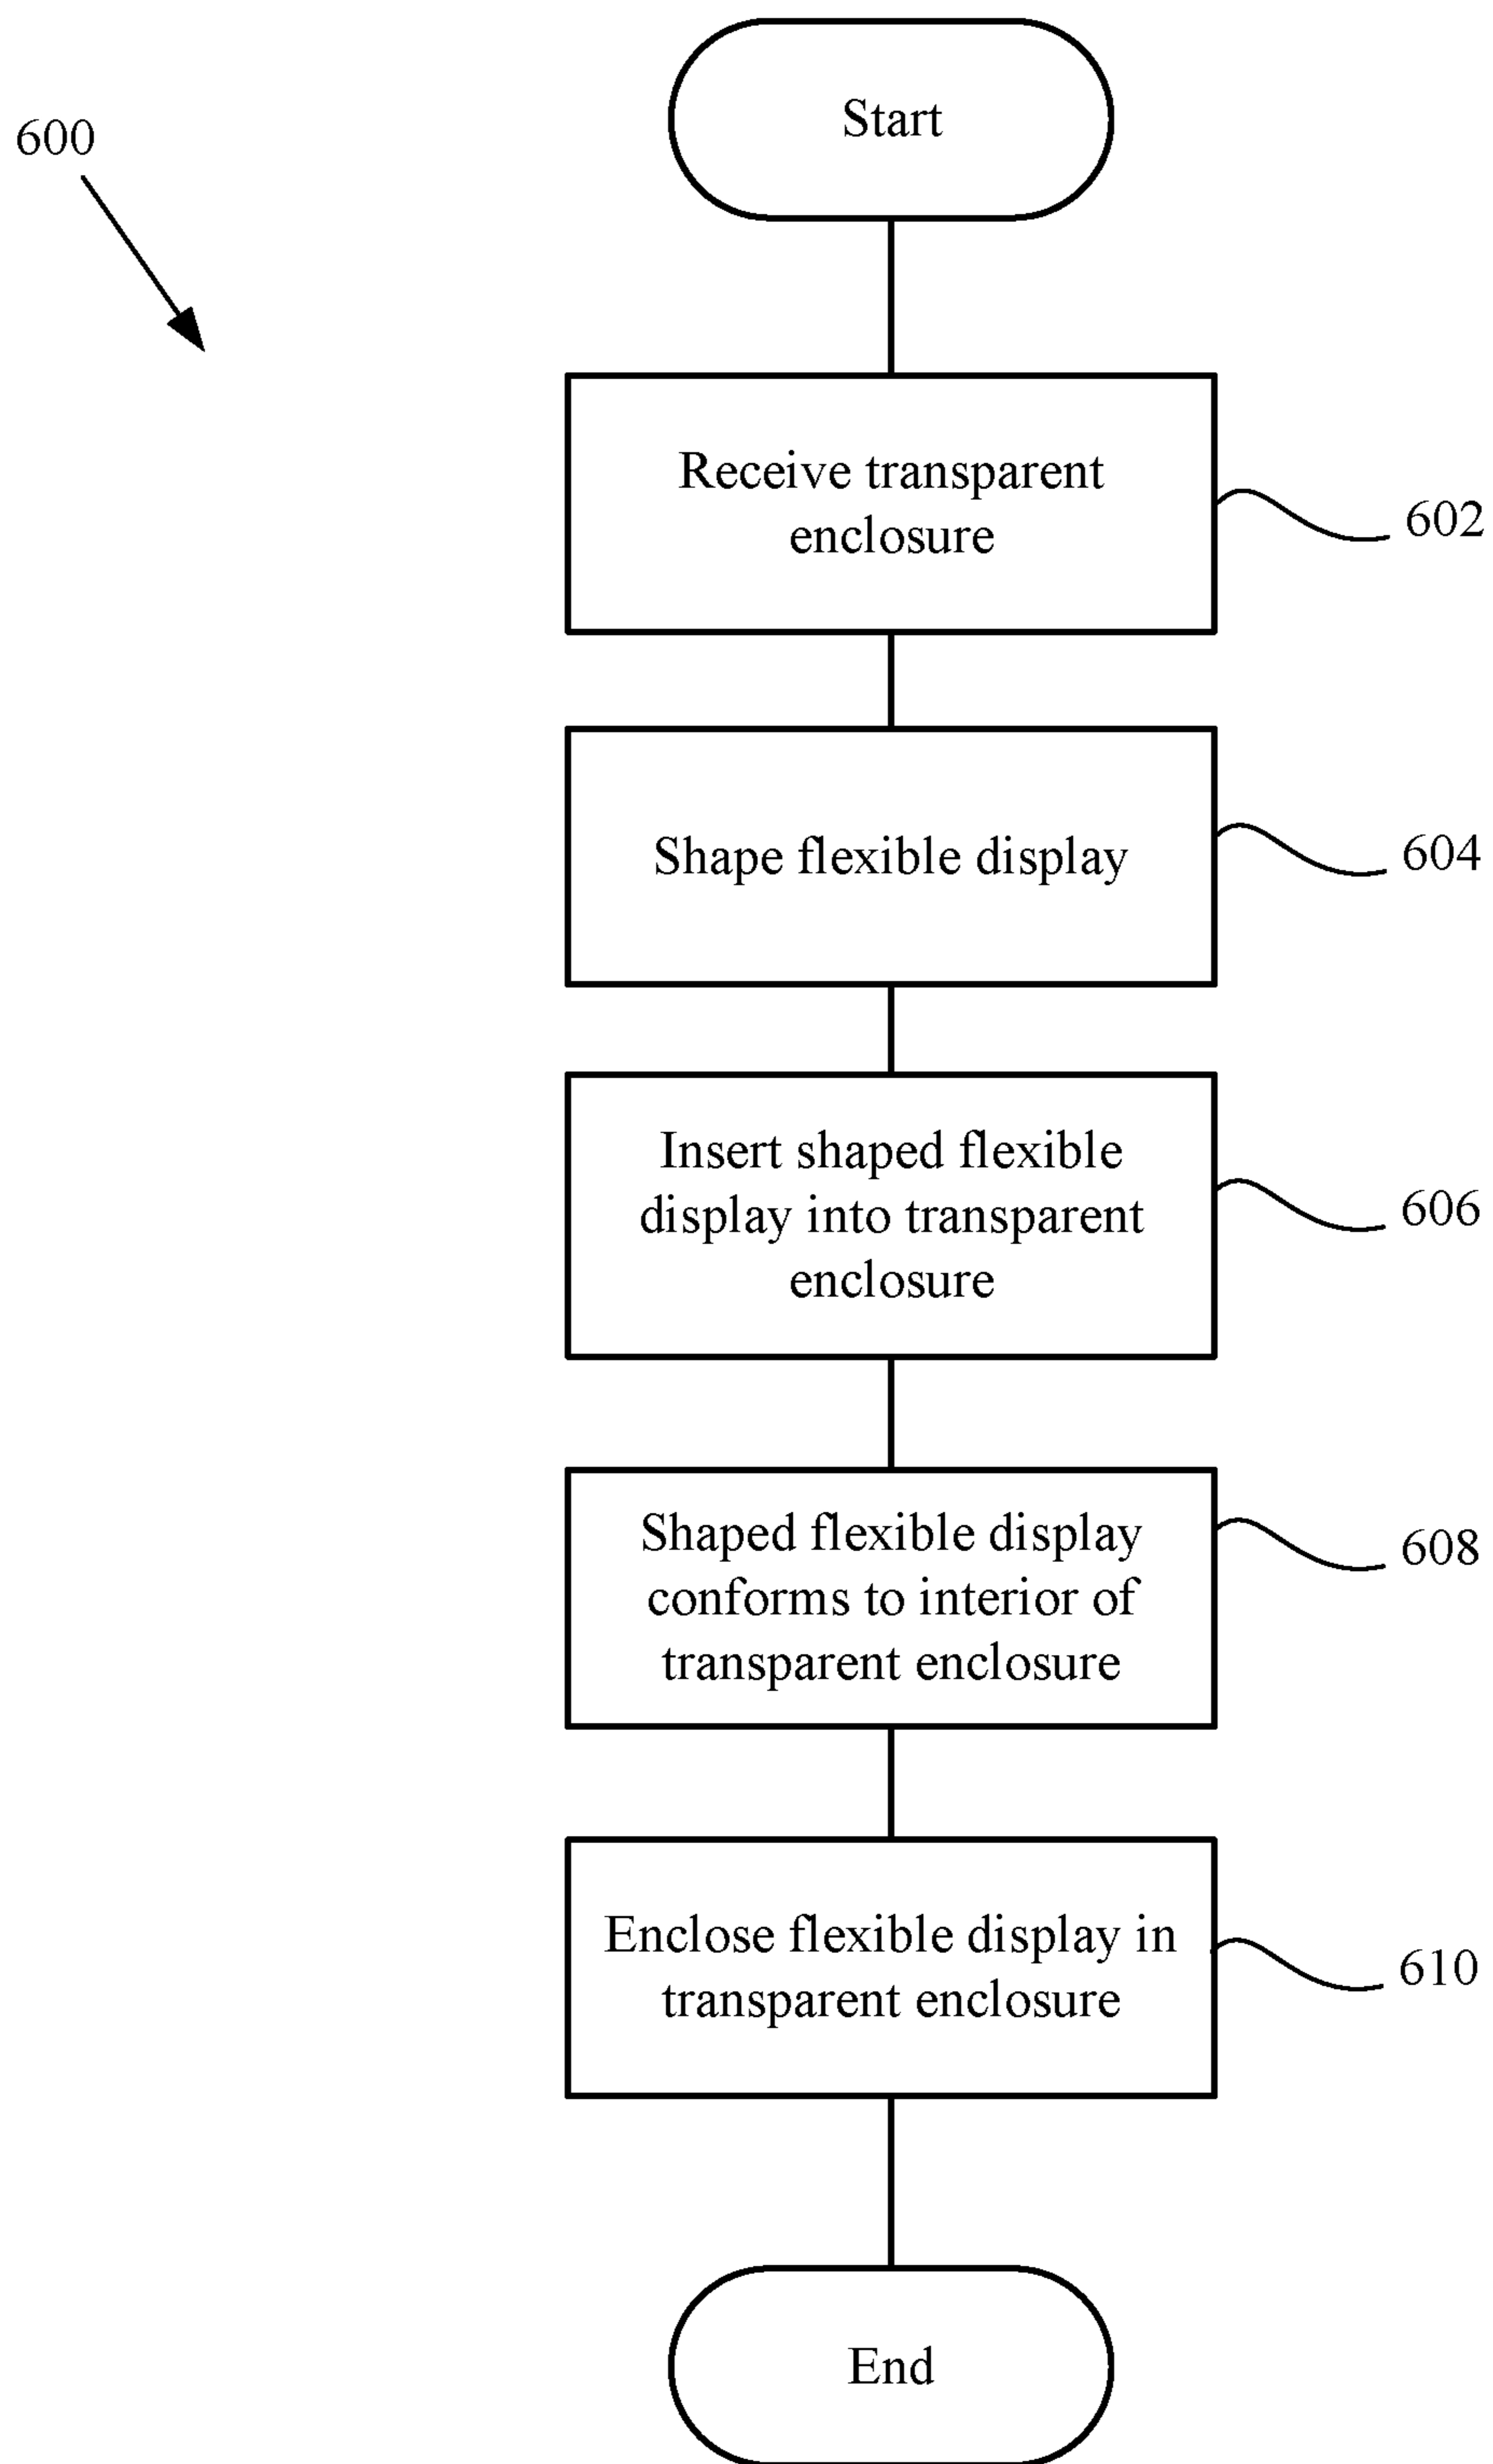 600
Start
Receive transparent
enclosure
602
Shape flexible display
604
Insert shaped flexible
display into transparent
enclosure
606
Shaped flexible display
conforms to interior of
transparent enclosure
608
Enclose flexible display in
transparent enclosure
610
End